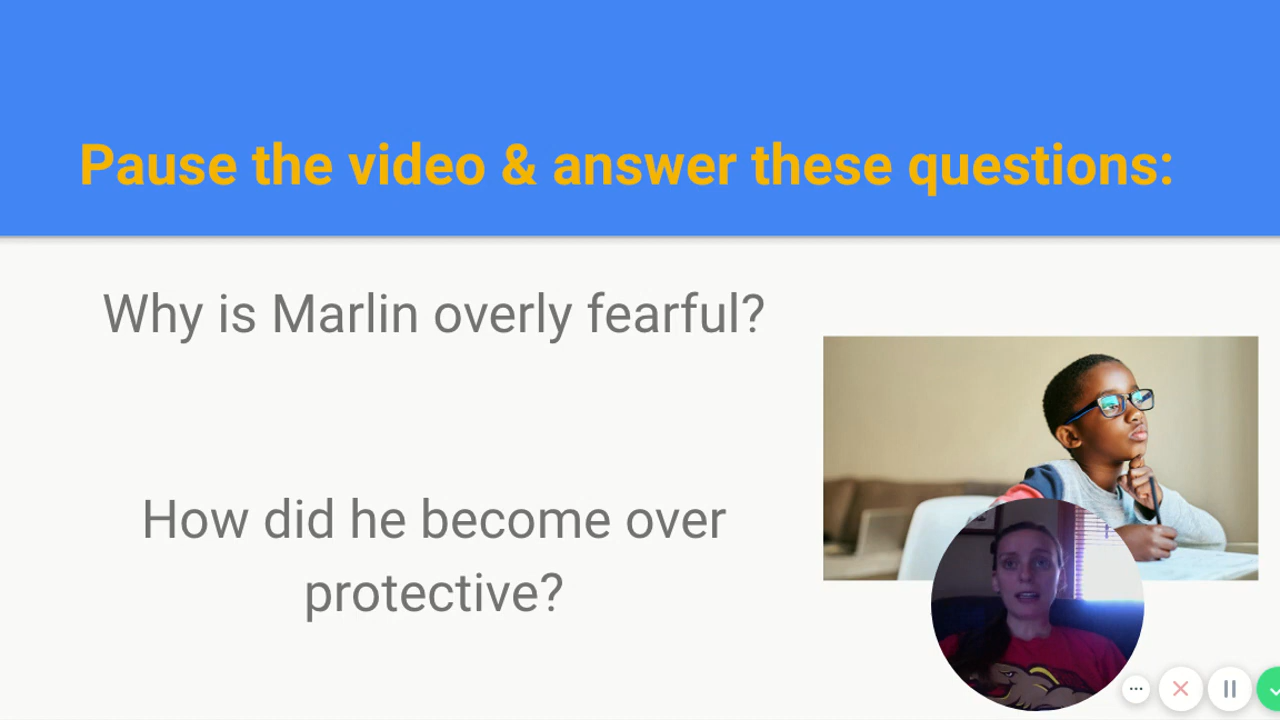 Pause the video & answer these questions:
Why is Marlin overly fearful?
How did he become over
protective?